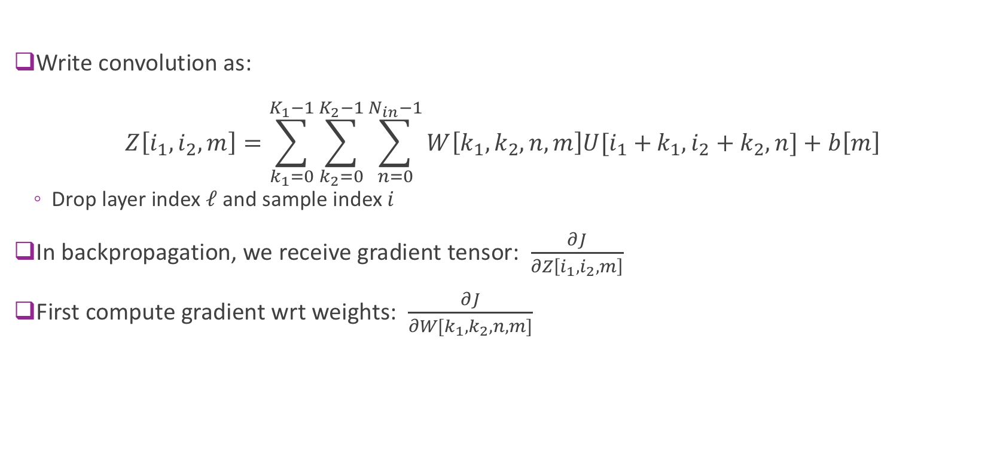 ❑Write convolution as:
$Z[i_1, i_2, m] = \sum_{k_1=0}^{K_1-1} \sum_{k_2=0}^{K_2-1} \sum_{n=0}^{N_{in}-1} W[k_1, k_2, n, m]U[i_1 + k_1, i_2 + k_2, n] + b[m]$
◦ Drop layer index ℓ and sample index $i$
❑In backpropagation, we receive gradient tensor: $\frac{\partial J}{\partial Z[i_1,i_2,m]}$
❑First compute gradient wrt weights: $\frac{\partial J}{\partial W[k_1,k_2,n,m]}$